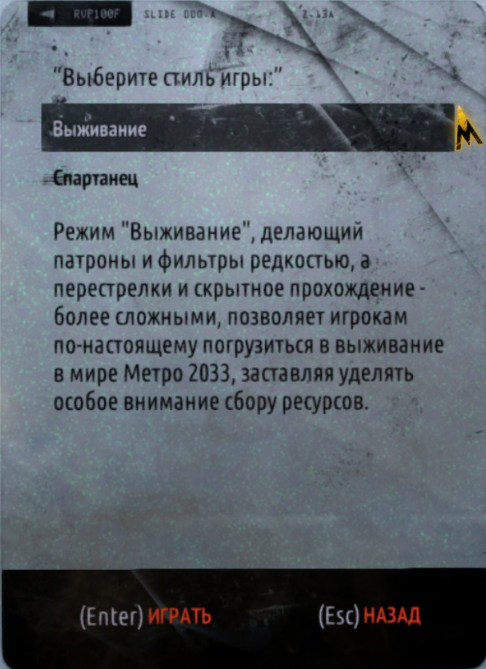 RVP100F SLIDE 000-A 2.13A
“Выберите стиль игры:”
Выживание
Спартанец
Режим "Выживание", делающий
патроны и фильтры редкостью, а
перестрелки и скрытное прохождение -
более сложными, позволяет игрокам
по-настоящему погрузиться в выживание
в мире Метро 2033, заставляя уделять
особое внимание сбору ресурсов.
(Enter) ИГРАТЬ (Esc) НАЗАД